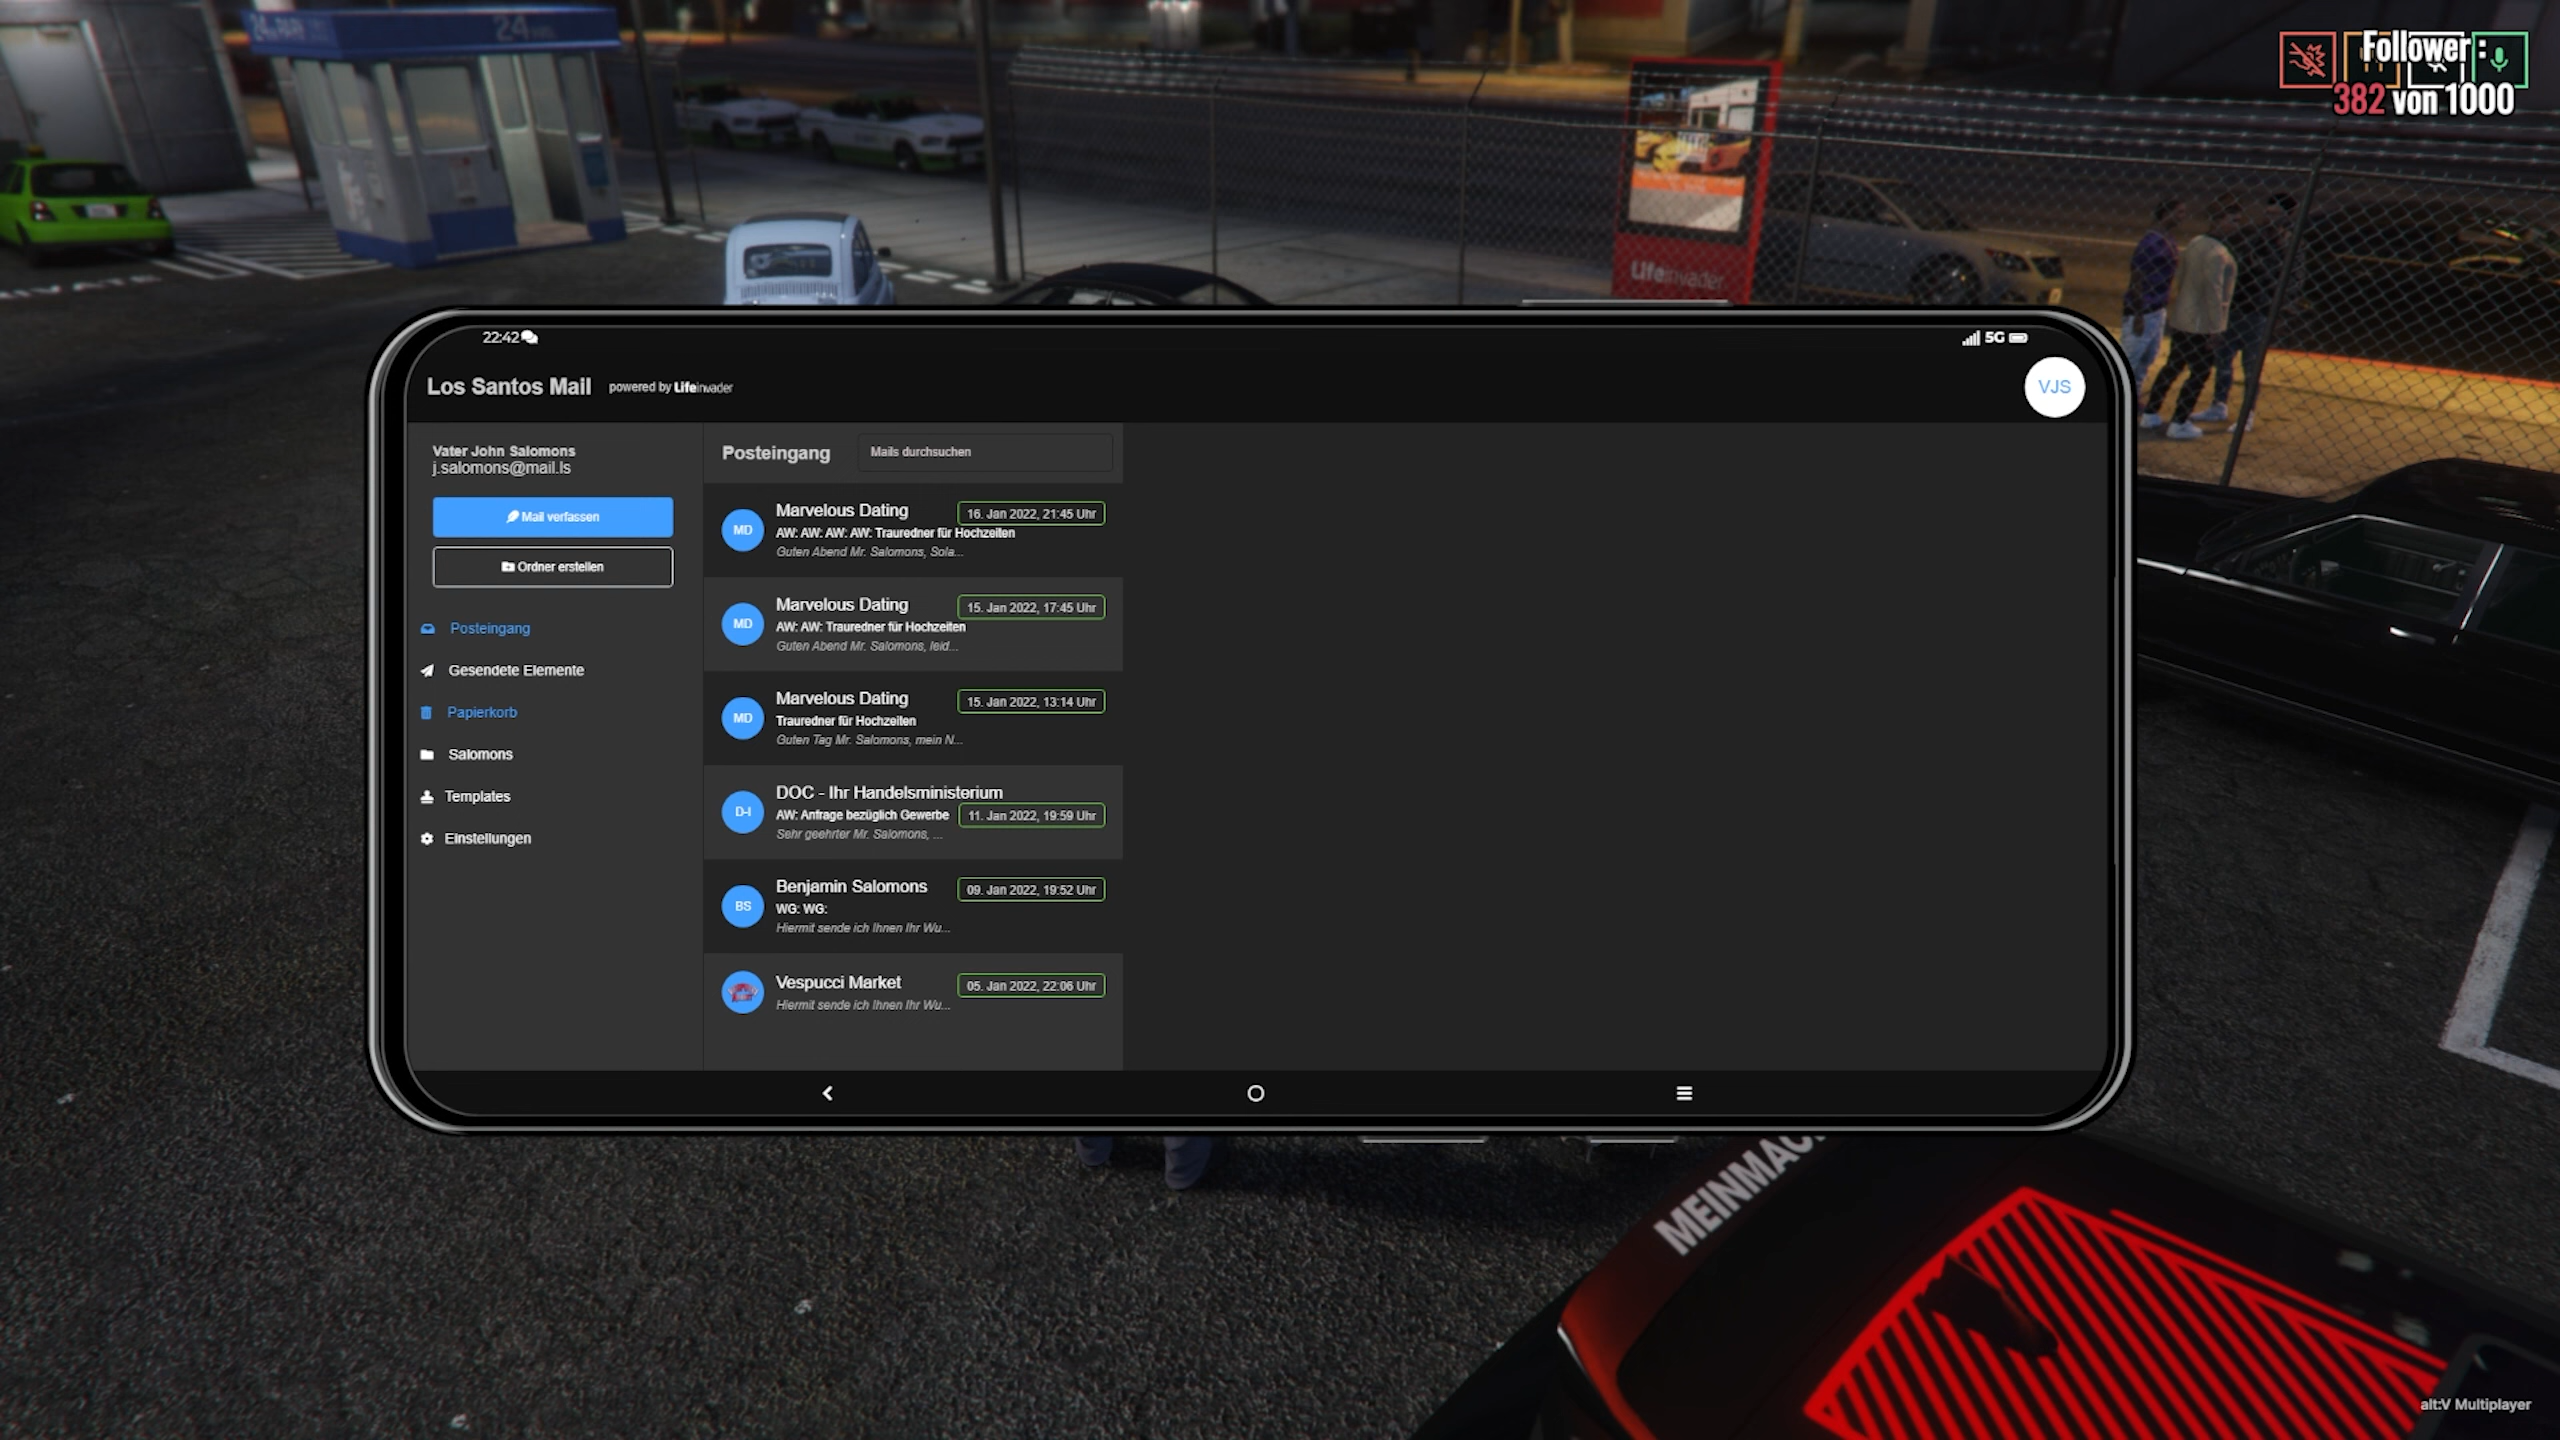 24 HRS.
Follower :
382 von 1000
Lifeinvader
22:42
5G
Los Santos Mail powered by Lifeinvader
VJS
Vater John Salomons
j.salomons@mail.ls
Mail verfassen
Ordner erstellen
Posteingang
Gesendete Elemente
Papierkorb
Salomons
Templates
Einstellungen
Posteingang
Mails durchsuchen
MD
Marvelous Dating
16. Jan 2022, 21:45 Uhr
AW: AW: AW: AW: Trauredner für Hochzeiten
Guten Abend Mr. Salomons, Sola...
MD
Marvelous Dating
15. Jan 2022, 17:45 Uhr
AW: AW: Trauredner für Hochzeiten
Guten Abend Mr. Salomons, leid...
MD
Marvelous Dating
15. Jan 2022, 13:14 Uhr
Trauredner für Hochzeiten
Guten Tag Mr. Salomons, mein N...
D-I
DOC - Ihr Handelsministerium
AW: Anfrage bezüglich Gewerbe
11. Jan 2022, 19:59 Uhr
Sehr geehrter Mr. Salomons, ...
BS
Benjamin Salomons
09. Jan 2022, 19:52 Uhr
WG: WG:
Hiermit sende ich Ihnen Ihr Wu...
Vespucci Market
05. Jan 2022, 22:06 Uhr
Hiermit sende ich Ihnen Ihr Wu...
MEINMAC
alt:V Multiplayer